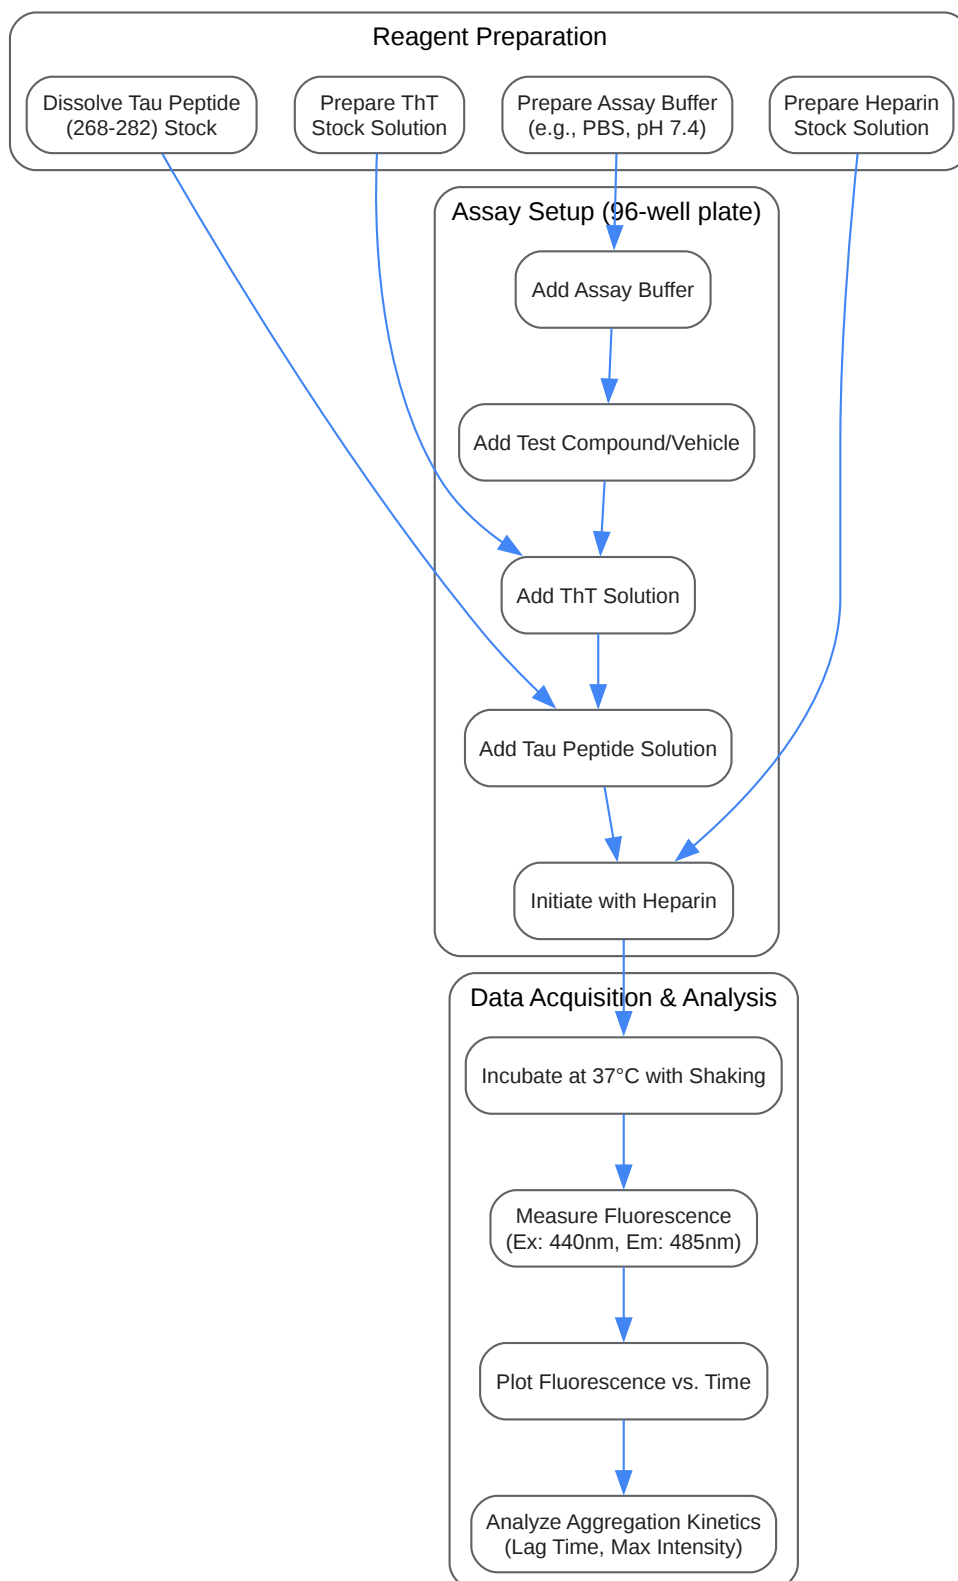 Reagent Preparation
Dissolve Tau Peptide
(268-282) Stock
Prepare ThT
Stock Solution
Prepare Assay Buffer
(e.g., PBS, pH 7.4)
Prepare Heparin
Stock Solution
Assay Setup (96-well plate)
Add Assay Buffer
Add Test Compound/Vehicle
Add ThT Solution
Add Tau Peptide Solution
Initiate with Heparin
Data Acquisition & Analysis
Incubate at 37°C with Shaking
Measure Fluorescence
(Ex: 440nm, Em: 485nm)
Plot Fluorescence vs. Time
Analyze Aggregation Kinetics
(Lag Time, Max Intensity)